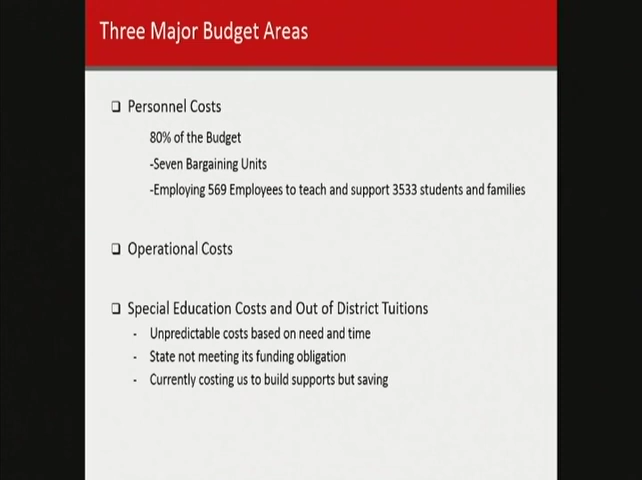 Three Major Budget Areas
❑ Personnel Costs
80% of the Budget
-Seven Bargaining Units
-Employing 569 Employees to teach and support 3533 students and families
❑ Operational Costs
❑ Special Education Costs and Out of District Tuitions
- Unpredictable costs based on need and time
- State not meeting its funding obligation
- Currently costing us to build supports but saving